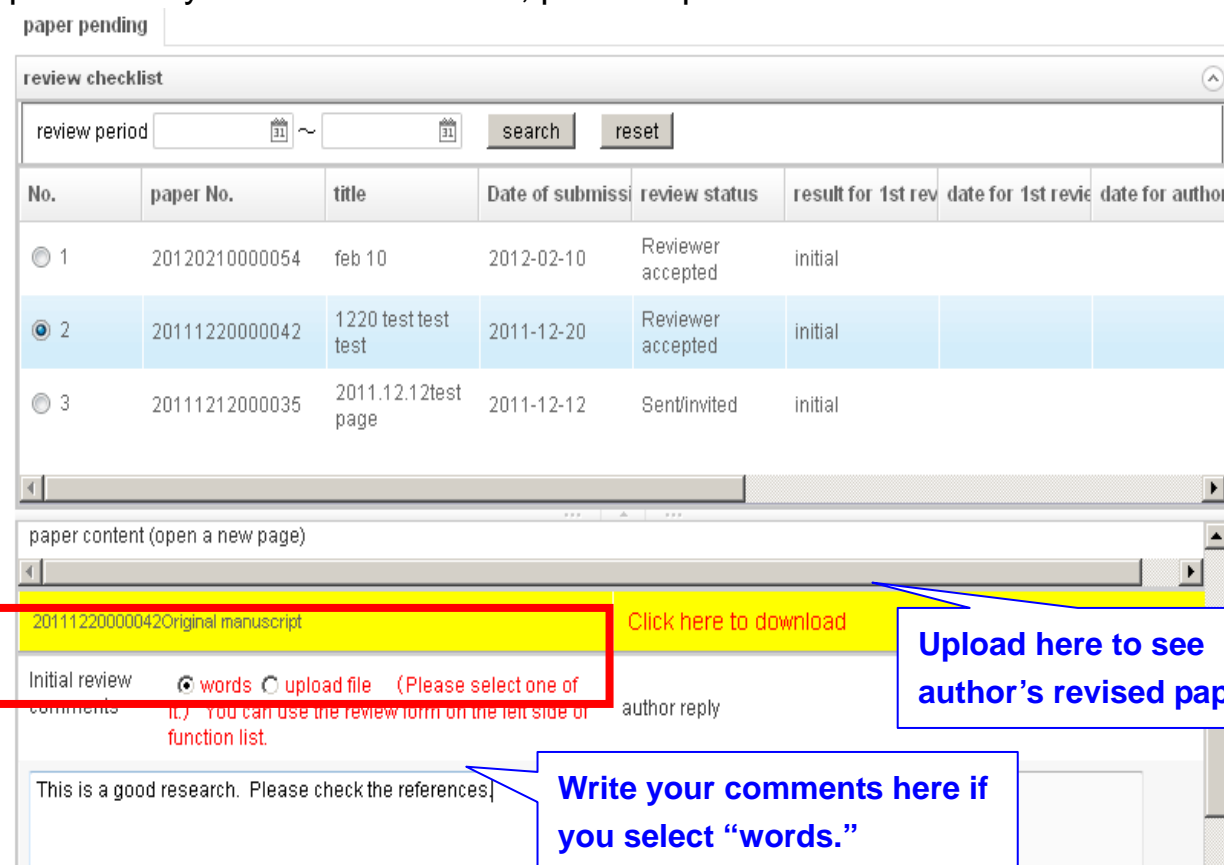 paper pending
review checklist
review period 31 ~ 31 search reset
No. paper No. title Date of submissi review status result for 1st rev date for 1st revie date for author
1 20120210000054 feb 10 2012-02-10 Reviewer accepted initial
2 20111220000042 1220 test test test 2011-12-20 Reviewer accepted initial
3 20111212000035 2011.12.12test page 2011-12-12 Sent/invited initial
paper content (open a new page)
20111220000042Original manuscript Click here to download
Upload here to see
author's revised pap
Initial review comments
words upload file (Please select one of
it.) You can use the review form on the left side of
function list.
author reply
This is a good research. Please check the references.
Write your comments here if
you select “words.”